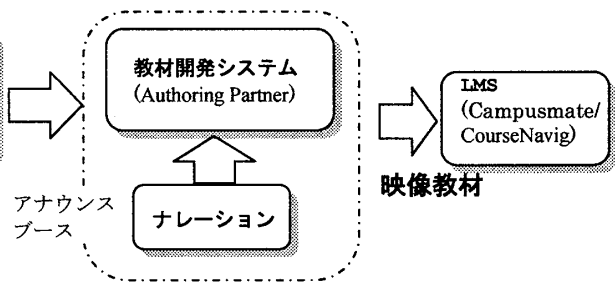 教材開発システム
(Authoring Partner)
LMS
(Campusmate/
CourseNavig)
映像教材
アナウンス
ブース
ナレーション